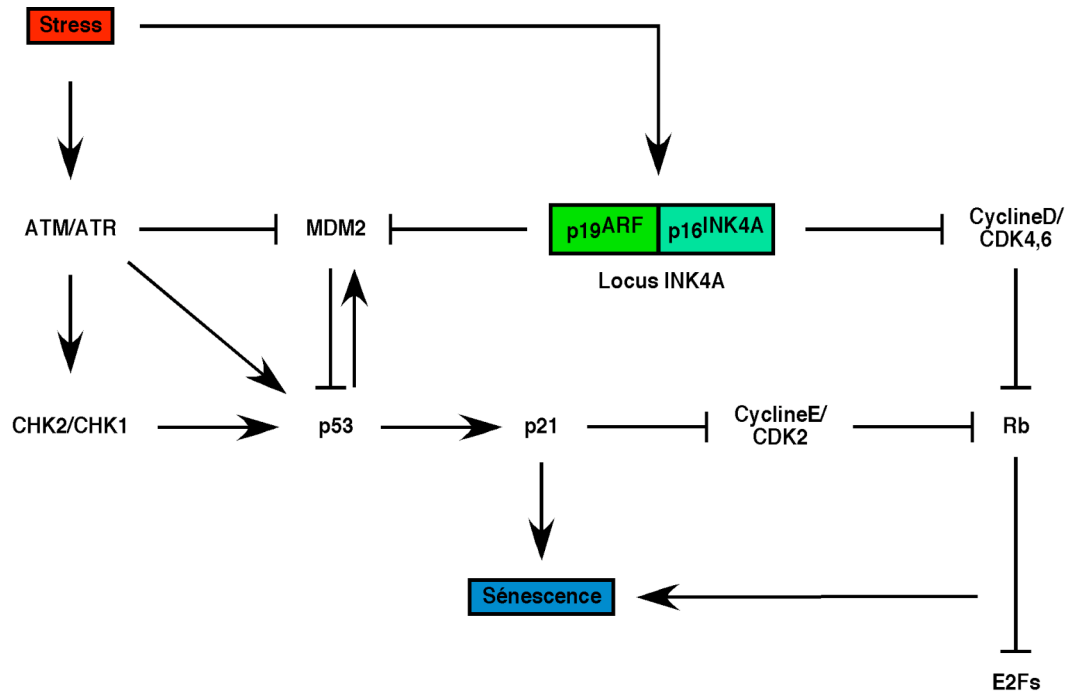 Stress
ATM/ATR
MDM2
p19ARF
p16INK4A
CyclineD/
CDK4,6
Locus INK4A
CHK2/CHK1
p53
p21
CyclineE/
CDK2
Rb
Sénescence
E2Fs